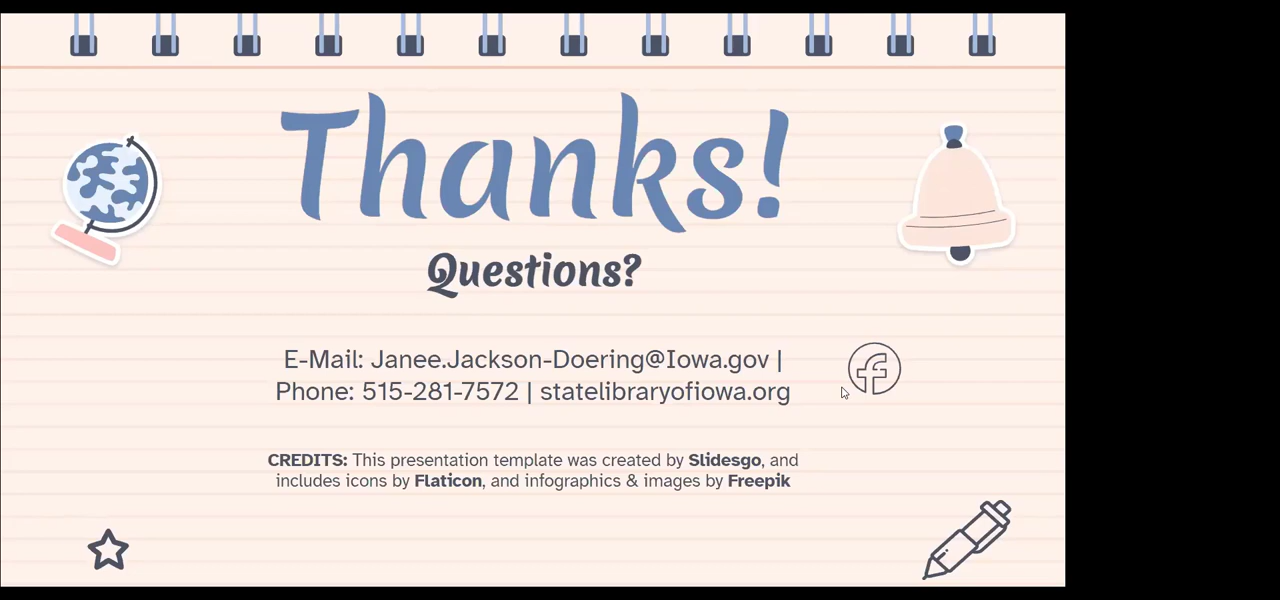 Thanks!
Questions?
E-Mail: Janee.Jackson-Doering@Iowa.gov |
Phone: 515-281-7572 | statelibraryofiowa.org
CREDITS: This presentation template was created by Slidesgo, and
includes icons by Flaticon, and infographics & images by Freepik